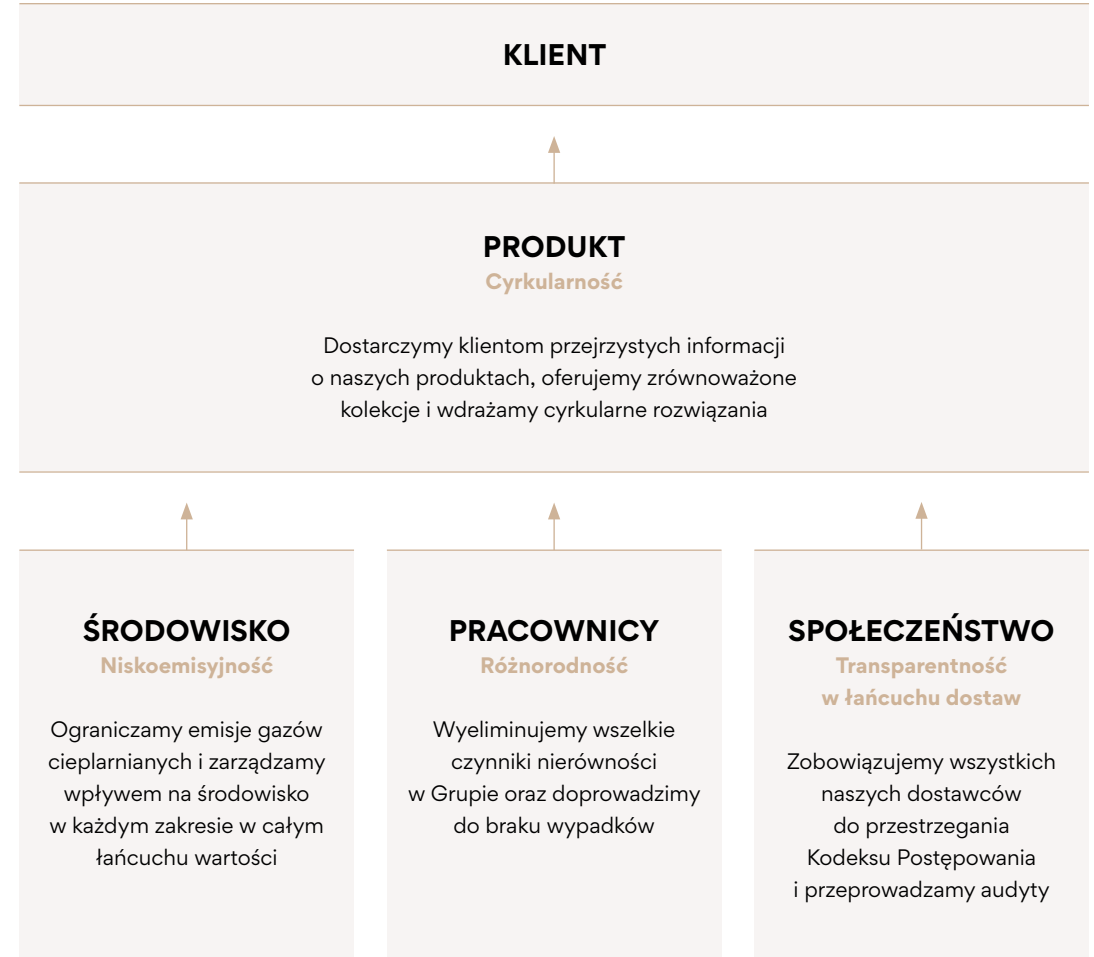 KLIENT
PRODUKT
Cyrkularność
Dostarczymy klientom przejrzystych informacji
o naszych produktach, oferujemy zrównoważone
kolekcje i wdrażamy cyrkularne rozwiązania
ŚRODOWISKO
Niskoemisyjność
Ograniczamy emisje gazów
cieplarnianych i zarządzamy
wpływem na środowisko
w każdym zakresie w całym
łańcuchu wartości
PRACOWNICY
Różnorodność
Wyeliminujemy wszelkie
czynniki nierówności
w Grupie oraz doprowadzimy
do braku wypadków
SPOŁECZEŃSTWO
Transparentność
w łańcuchu dostaw
Zobowiązujemy wszystkich
naszych dostawców
do przestrzegania
Kodeksu Postępowania
i przeprowadzamy audyty